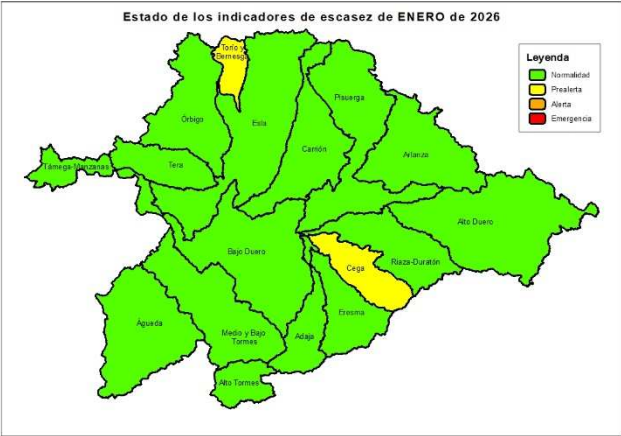 Estado de los indicadores de escasez de ENERO de 2026
Leyenda
Normalidad
Prealerta
Alerta
Emergencia
Torío y
Bernesga
Pisuerga
Órbigo
Esla
Carrión
Arlanza
Támega-Manzanas
Tera
Alto Duero
Bajo Duero
Riaza-Duratón
Cega
Eresma
Águeda
Medio y Bajo
Tormes
Adaja
Alto Tormes